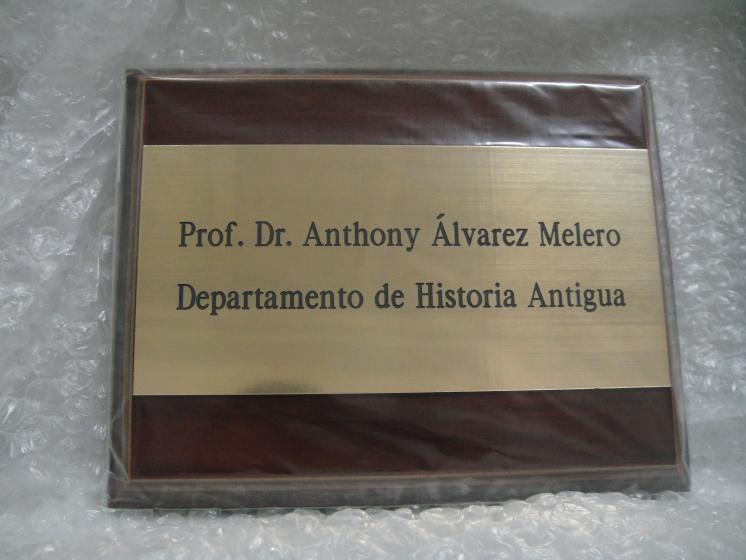 Prof. Dr. Anthony Álvarez Melero
Departamento de Historia Antigua